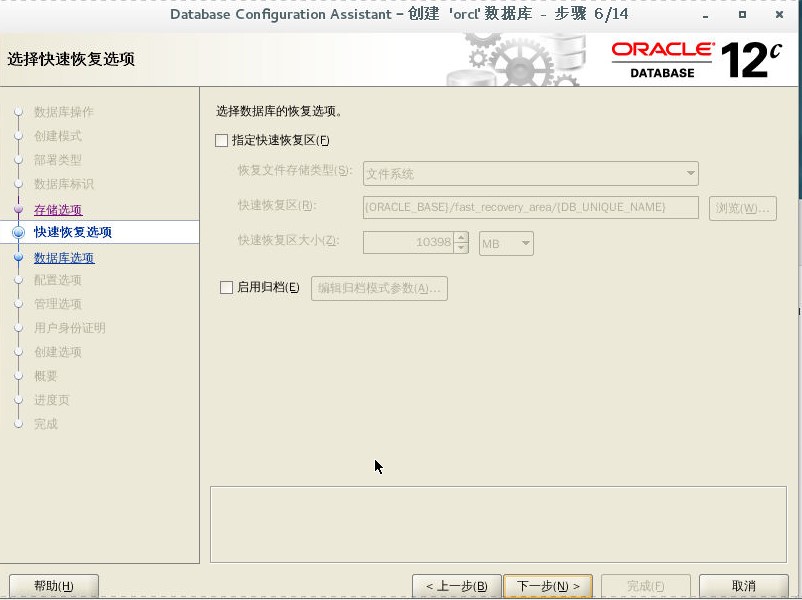 Database Configuration Assistant - 创建 'orcl' 数据库 - 步骤 6/14
选择快速恢复选项
ORACLE
DATABASE
12c
数据库操作
创建模式
部署类型
数据库标识
存储选项
快速恢复选项
数据库选项
配置选项
管理选项
用户身份证明
创建选项
概要
进度页
完成
选择数据库的恢复选项。
指定快速恢复区(F)
恢复文件存储类型(S): 文件系统
快速恢复区(R): {ORACLE_BASE}/fast_recovery_area/{DB_UNIQUE_NAME} 浏览(W)...
快速恢复区大小(Z): 10398 MB
启用归档(E) 编辑归档模式参数(A)...
帮助(H) < 上一步(B) 下一步(N) > 完成(F) 取消